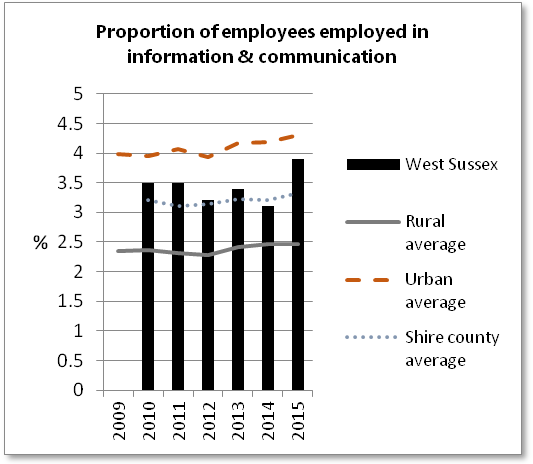 Proportion of employees employed in
information & communication
5
4.5
4
3.5
3
2.5
2
1.5
1
0.5
0
%
2009
2010
2011
2012
2013
2014
2015
West Sussex
Rural
average
Urban
average
Shire county
average